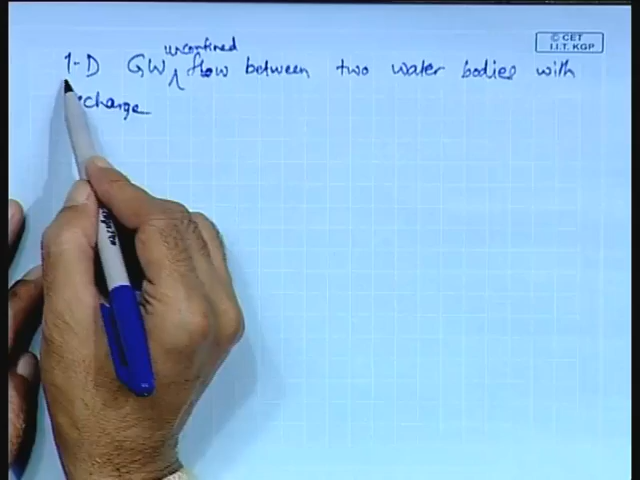 1-D GW unconfined flow between two water bodies with
recharge
© CET
I.I.T. KGP